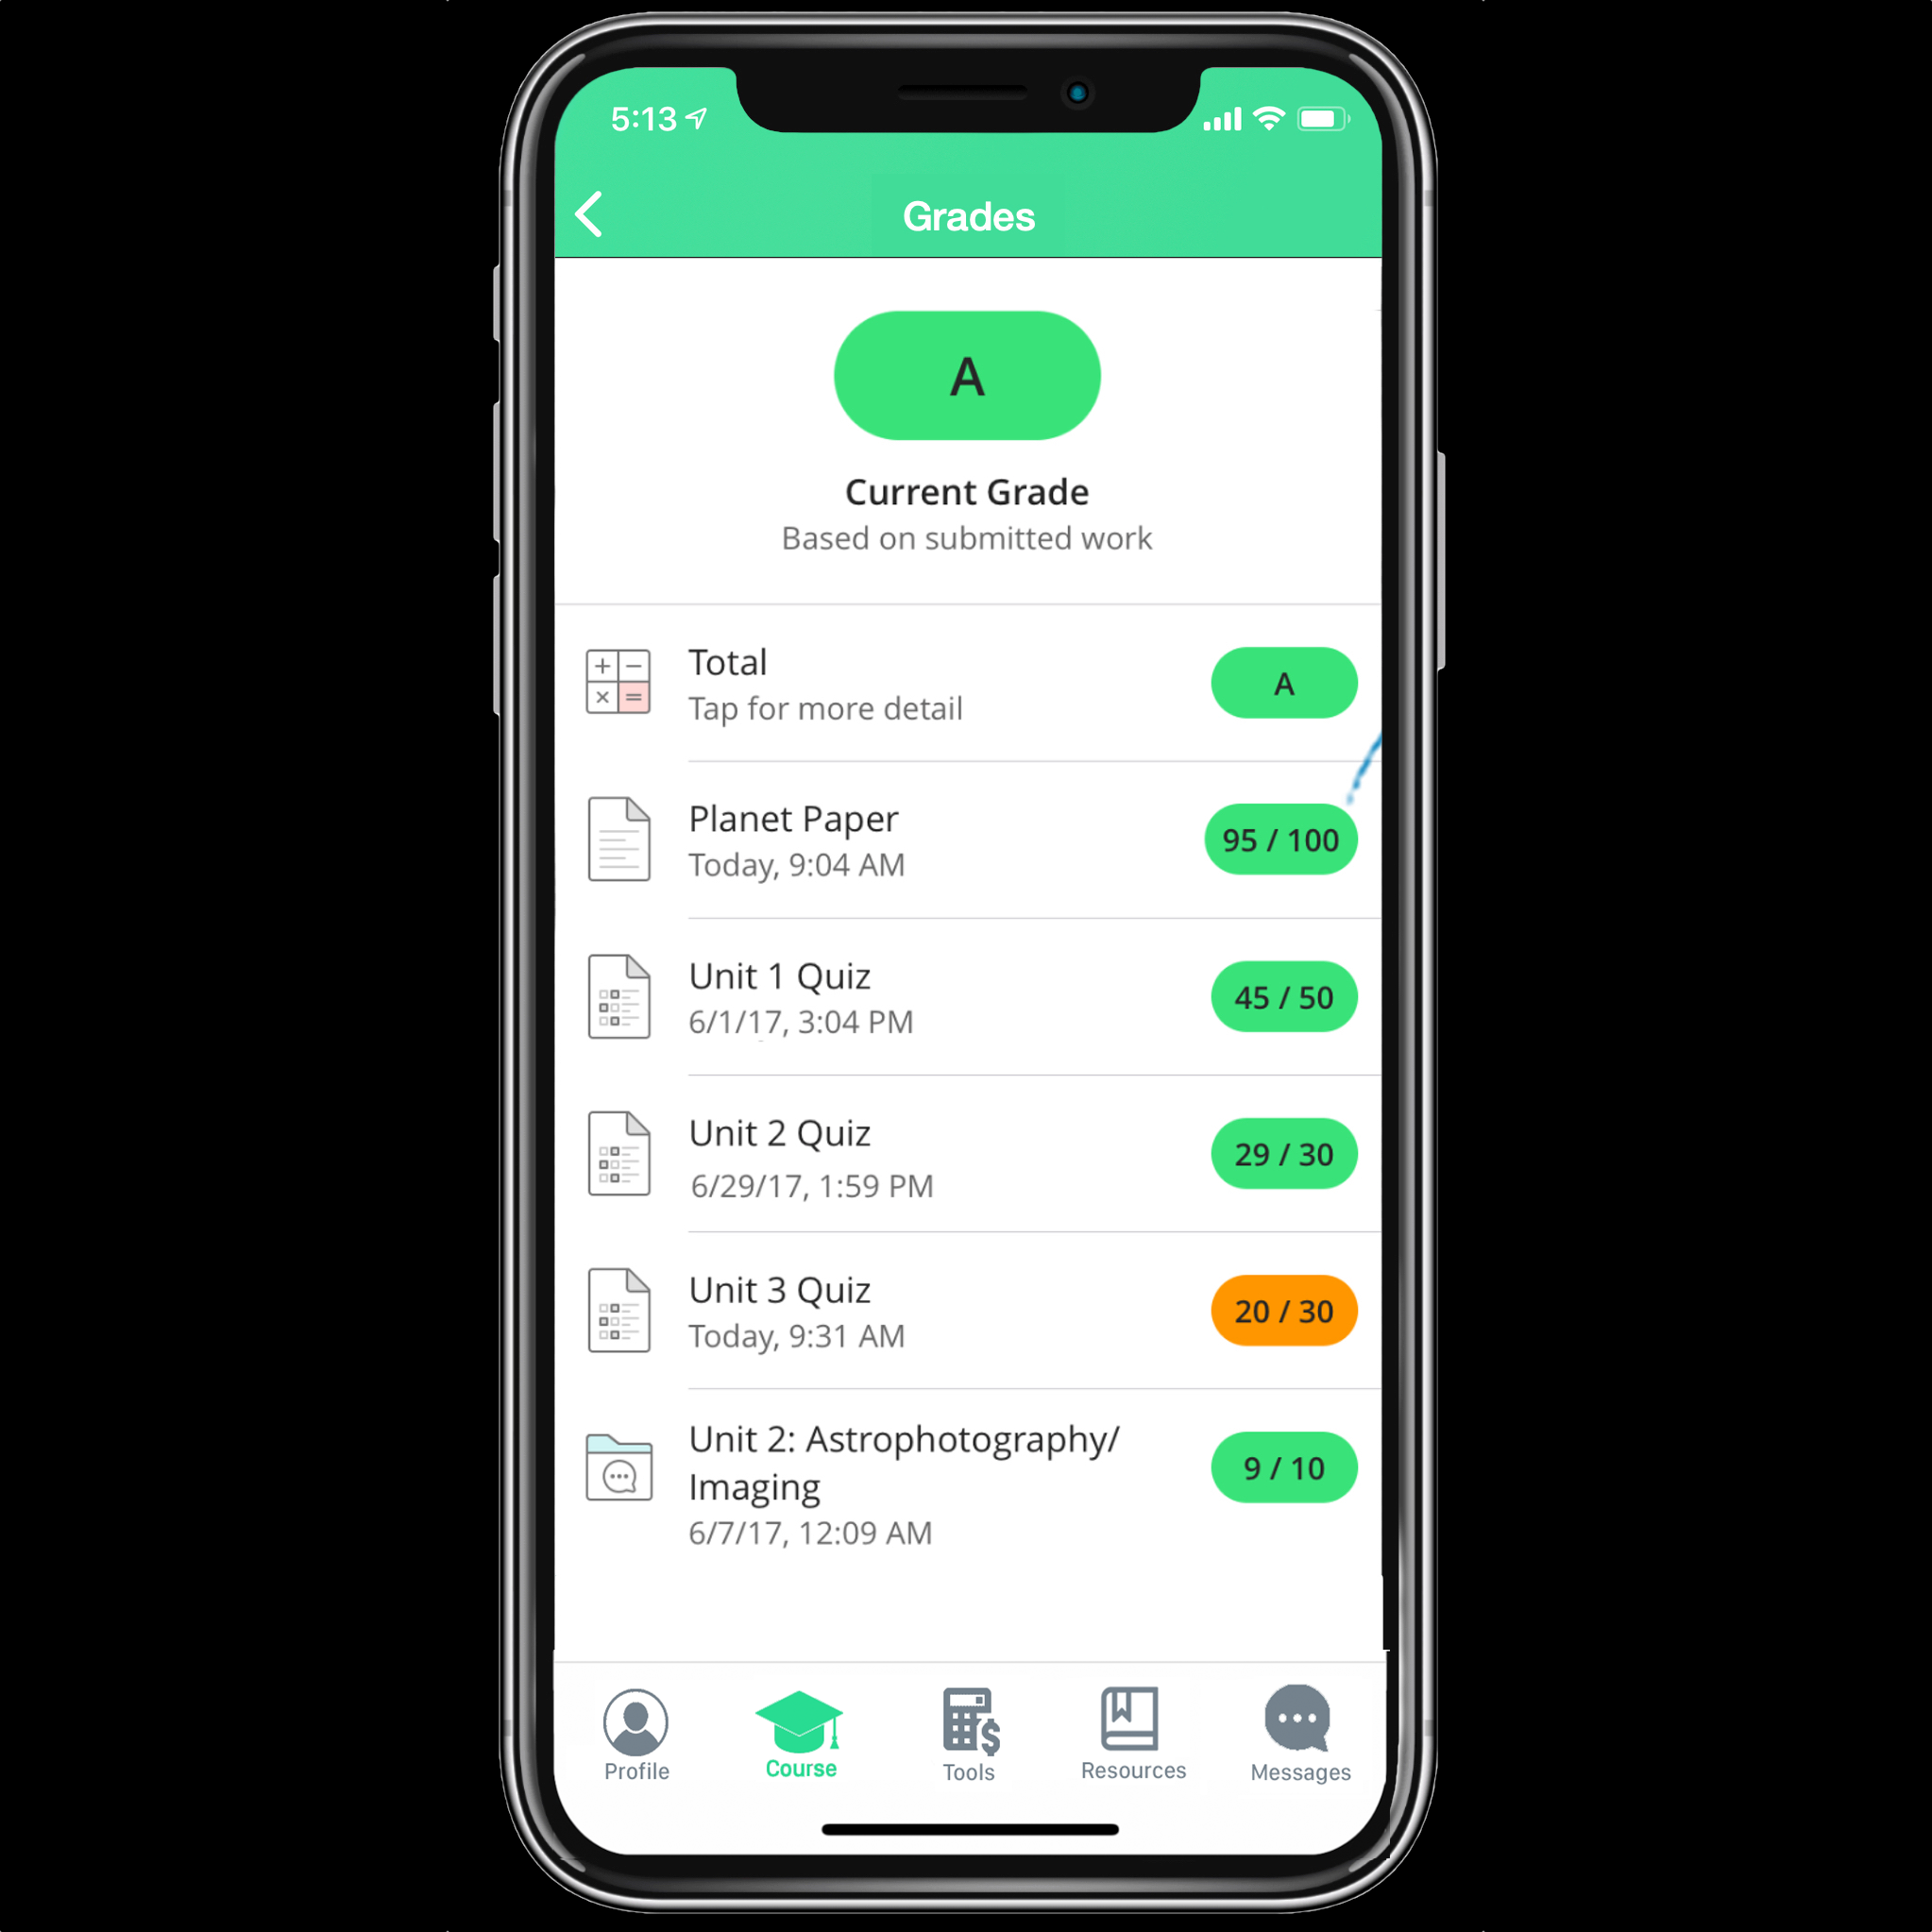 5:13
Grades
A
Current Grade
Based on submitted work
Total
Tap for more detail
A
Planet Paper
Today, 9:04 AM
95 / 100
Unit 1 Quiz
6/1/17, 3:04 PM
45 / 50
Unit 2 Quiz
6/29/17, 1:59 PM
29 / 30
Unit 3 Quiz
Today, 9:31 AM
20 / 30
Unit 2: Astrophotography/
Imaging
6/7/17, 12:09 AM
9 / 10
Profile
Course
Tools
Resources
Messages